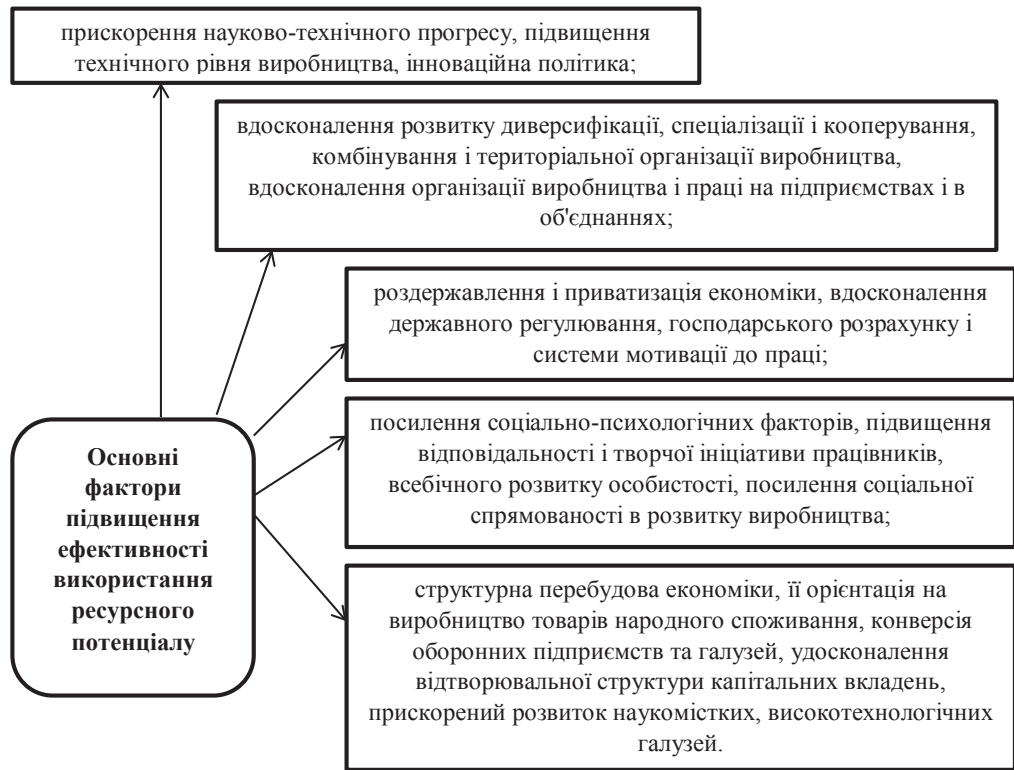 прискорення науково-технічного прогресу, підвищення
технічного рівня виробництва, інноваційна політика;
вдосконалення розвитку диверсифікації, спеціалізації і кооперування,
комбінування і територіальної організації виробництва,
вдосконалення організації виробництва і праці на підприємствах і в
об'єднаннях;
роздержавлення і приватизація економіки, вдосконалення
державного регулювання, господарського розрахунку і
системи мотивації до праці;
посилення соціально-психологічних факторів, підвищення
відповідальності і творчої ініціативи працівників,
всебічного розвитку особистості, посилення соціальної
спрямованості в розвитку виробництва;
Основні
фактори
підвищення
ефективності
використання
ресурсного
потенціалу
структурна перебудова економіки, її орієнтація на
виробництво товарів народного споживання, конверсія
оборонних підприємств та галузей, удосконалення
відтворювальної структури капітальних вкладень,
прискорений розвиток наукомістких, високотехнологічних
галузей.